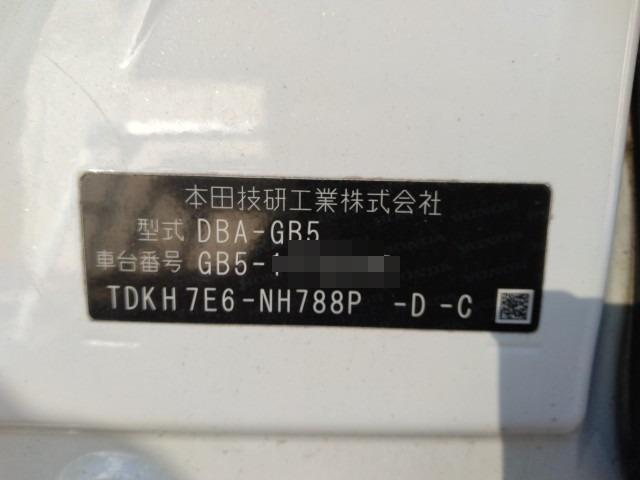 本田技研工業株式会社
型式 DBA-GB5
車台番号 GB5-1
TDKH7E6-NH788P -D-C